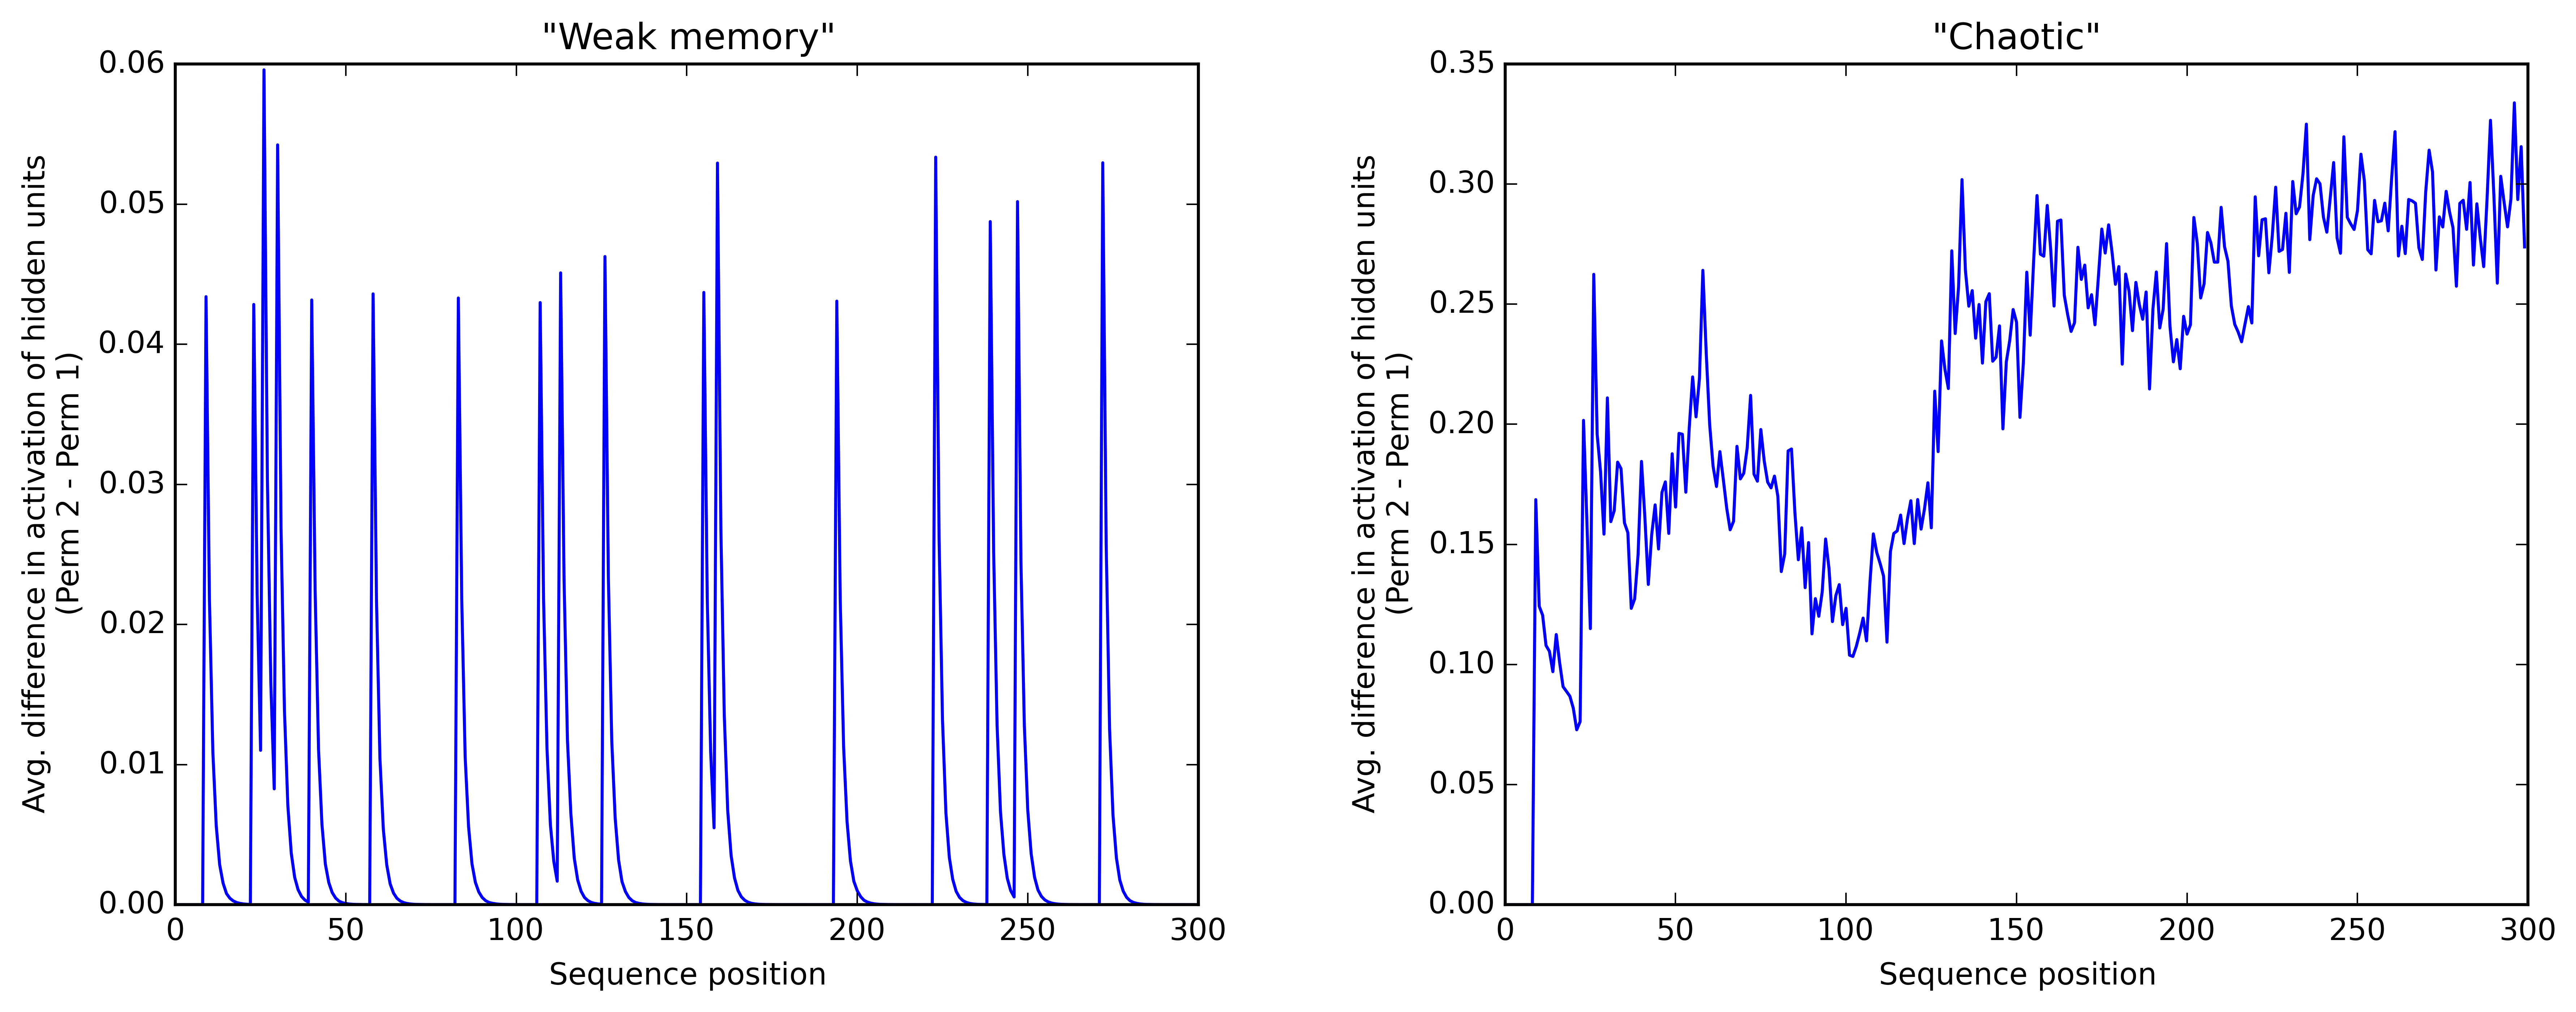 "Weak memory"
Avg. difference in activation of hidden units
(Perm 2 - Perm 1)
0.06
0.05
0.04
0.03
0.02
0.01
0.00
0 50 100 150 200 250 300
Sequence position
"Chaotic"
Avg. difference in activation of hidden units
(Perm 2 - Perm 1)
0.35
0.30
0.25
0.20
0.15
0.10
0.05
0.00
0 50 100 150 200 250 300
Sequence position